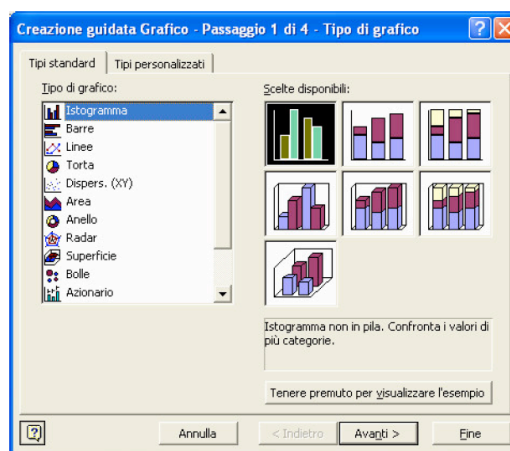 Creazione guidata Grafico - Passaggio 1 di 4 - Tipo di grafico
Tipi standard
Tipi personalizzati
Tipo di grafico:
Istogramma
Barre
Linee
Torta
Dispers. (XY)
Area
Anello
Radar
Superficie
Bolle
Azionario
Scelte disponibili:
Istogramma non in pila. Confronta i valori di
più categorie.
Tenere premuto per visualizzare l'esempio
Annulla
< Indietro
Avanti >
Fine